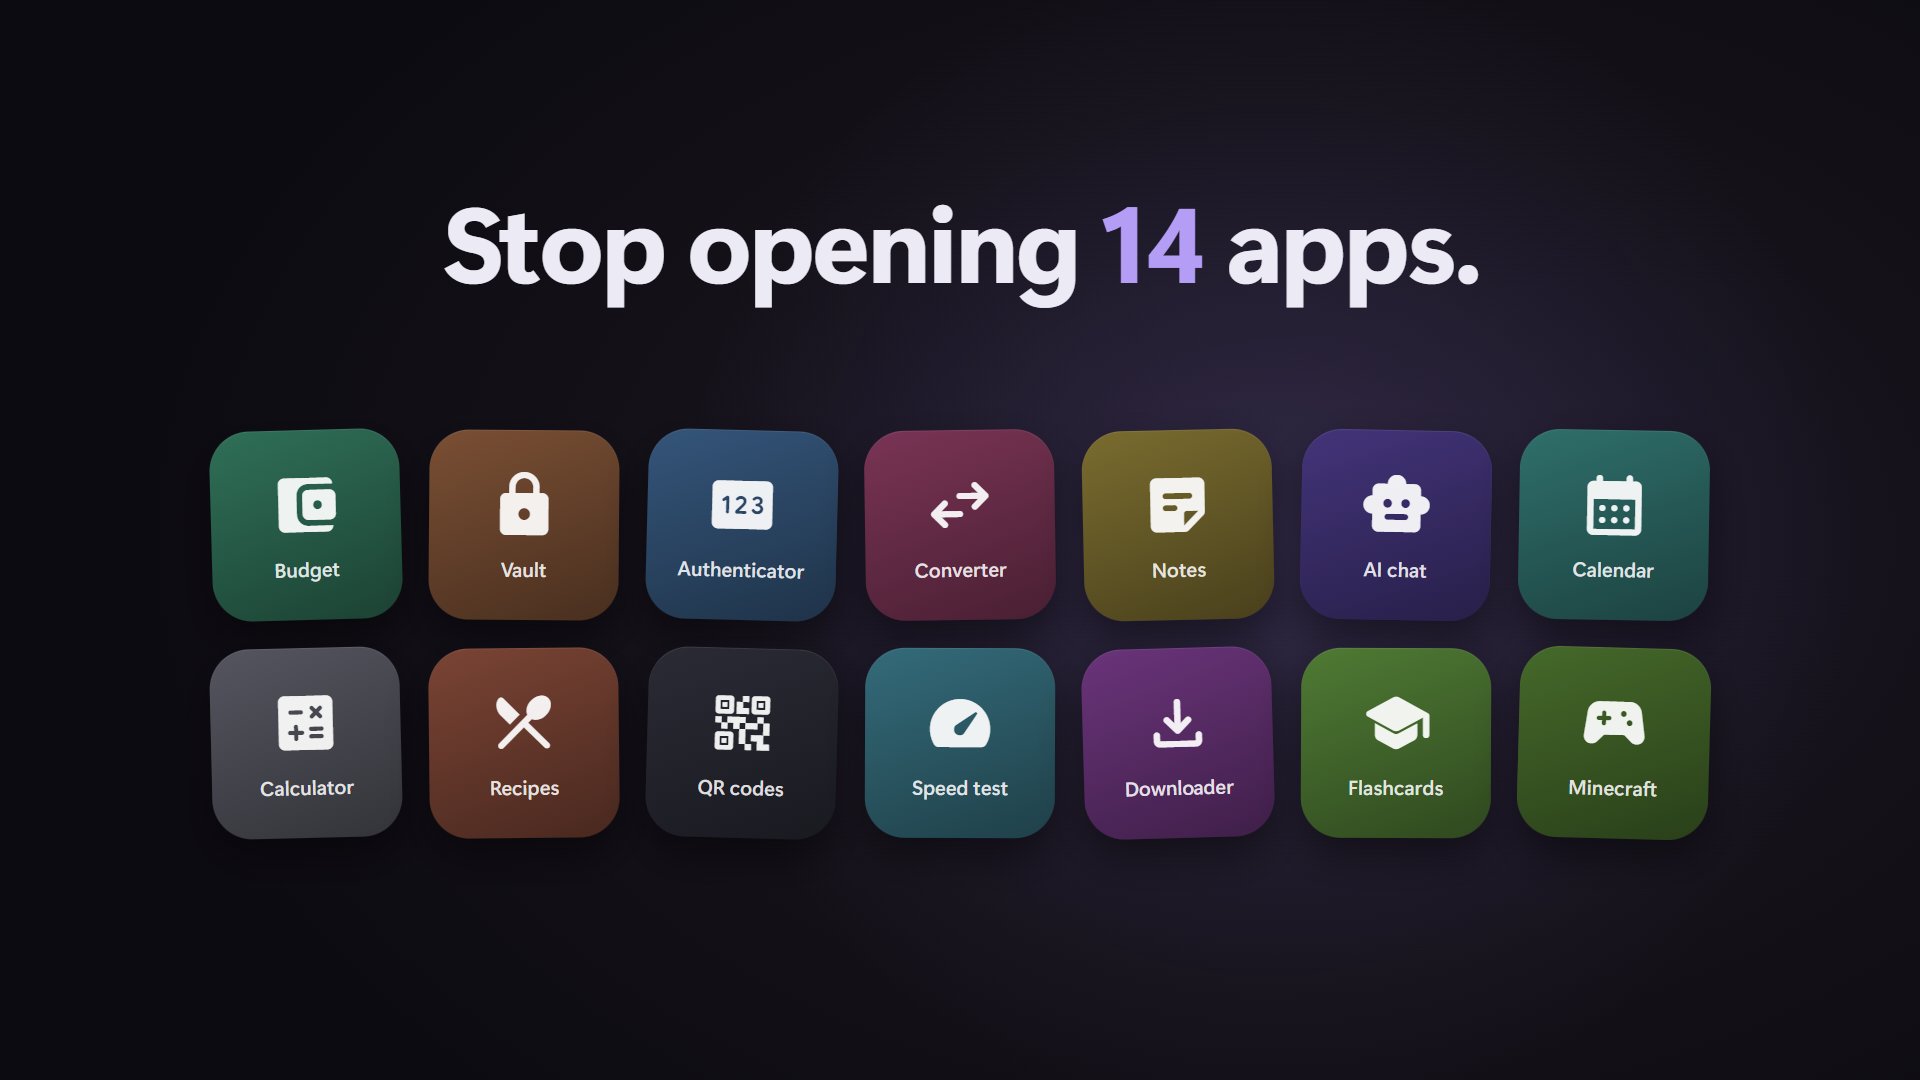 Stop opening 14 apps.
Budget
Vault
123
Authenticator
Converter
Notes
AI chat
Calendar
Calculator
Recipes
QR codes
Speed test
Downloader
Flashcards
Minecraft